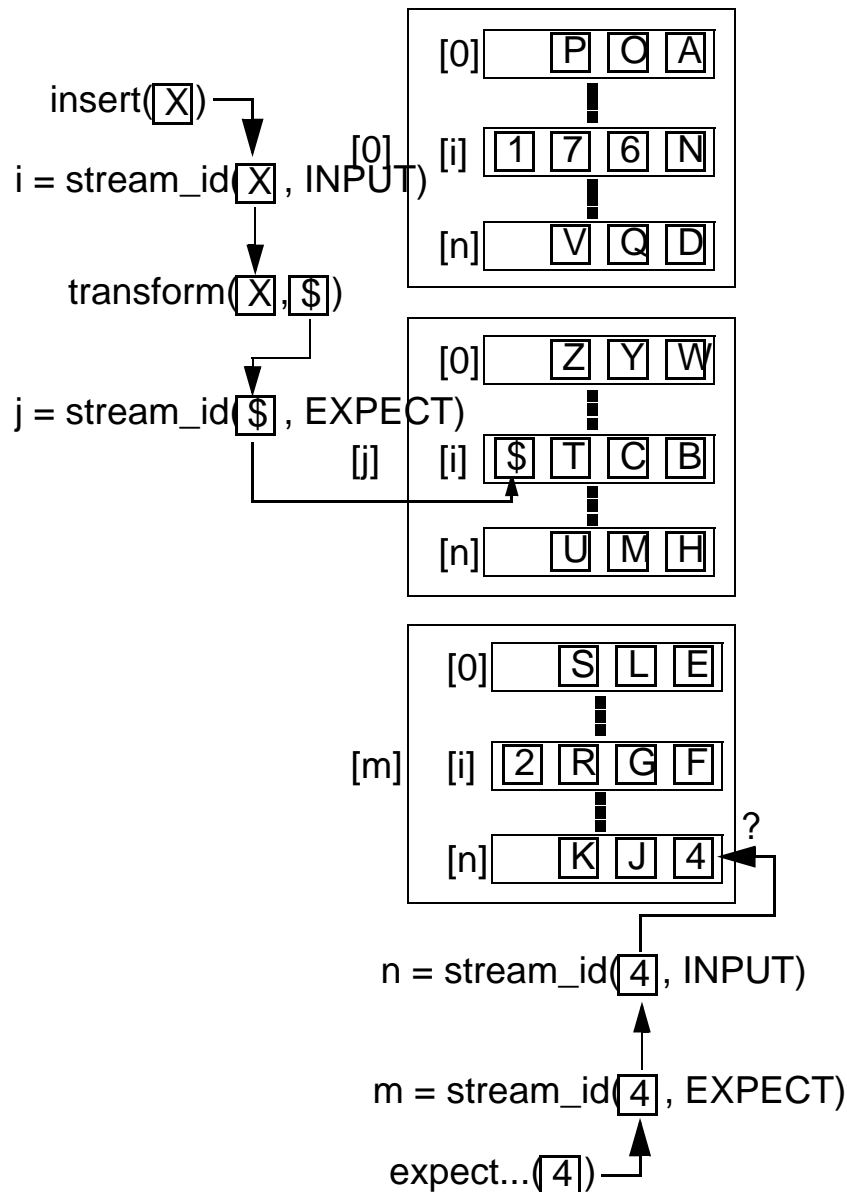 [0] P O A
insert( X )
[0] [i] 1 7 6 N
i = stream_id( X , INPUT)
[n] V Q D
transform( X , $ )
[0] Z Y W
j = stream_id( $ , EXPECT)
[j] [i] $ T C B
[n] U M H
[0] S L E
[m] [i] 2 R G F
?
[n] K J 4
n = stream_id( 4 , INPUT)
m = stream_id( 4 , EXPECT)
expect...( 4 )